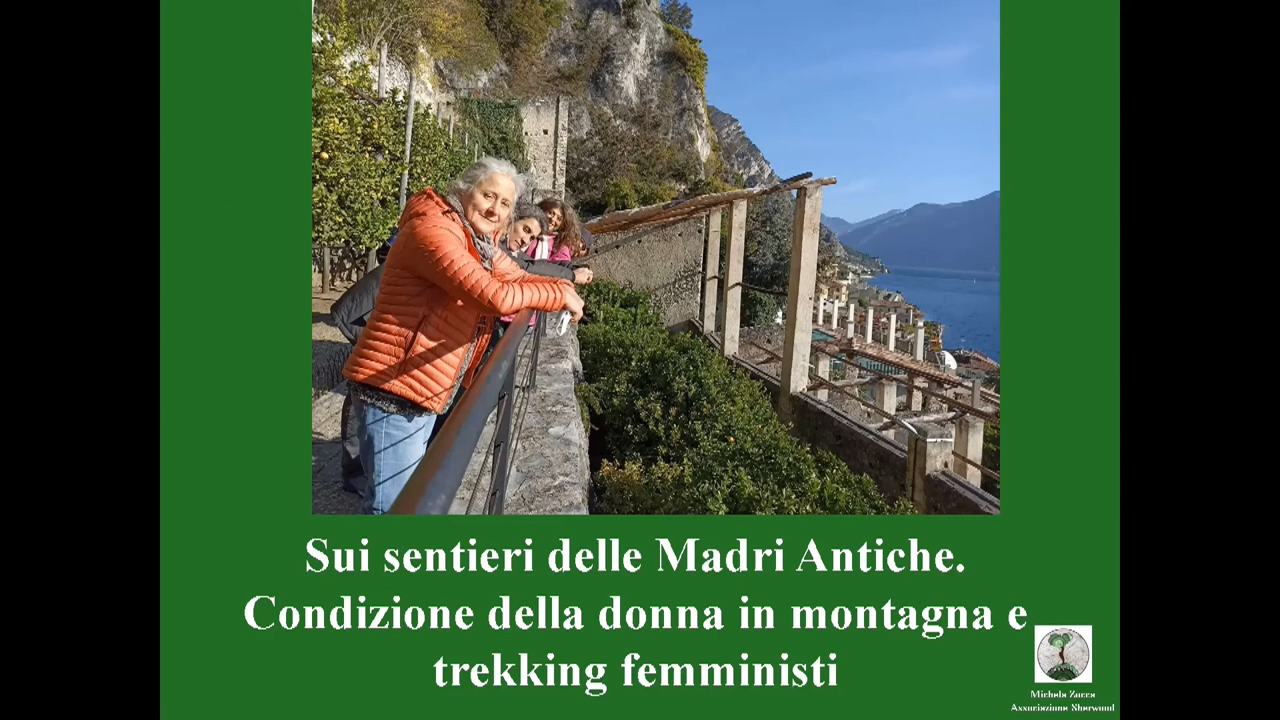 Sui sentieri delle Madri Antiche.
Condizione della donna in montagna e
trekking femministi
Michela Zucca
Associazione Sherwood